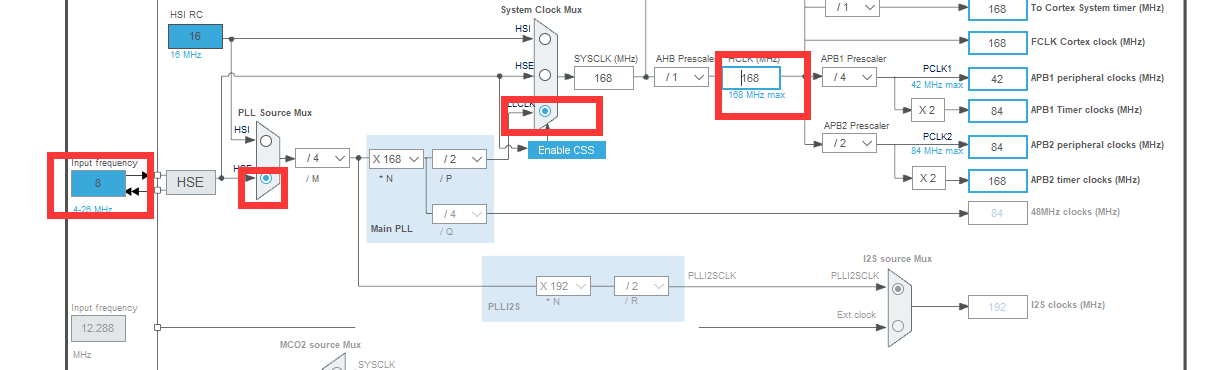 System Clock Mux
HSI RC
16
16 MHz
HSI
HSE
SYSCLK (MHz)
168
AHB Prescaler
/ 1
HCLK (MHz)
168
168 MHz max
/ 1
168
To Cortex System timer (MHz)
168
FCLK Cortex clock (MHz)
APB1 Prescaler
/ 4
PCLK1
42 MHz max
42
APB1 peripheral clocks (MHz)
X 2
84
APB1 Timer clocks (MHz)
APB2 Prescaler
/ 2
PCLK2
84 MHz max
84
APB2 peripheral clocks (MHz)
X 2
168
APB2 timer clocks (MHz)
PLL Source Mux
HSI
HSE
PLLCLK
Enable CSS
Input frequency
8
4-26 MHz
HSE
/ 4
/ M
X 168
* N
/ 2
/ P
/ 4
/ Q
Main PLL
84
48MHz clocks (MHz)
I2S source Mux
PLLI2SCLK
PLLI2SCLK
X 192
* N
/ 2
/ R
PLLI2S
Ext.clock
192
I2S clocks (MHz)
Input frequency
12.288
MHz
MCO2 source Mux
SYSCLK